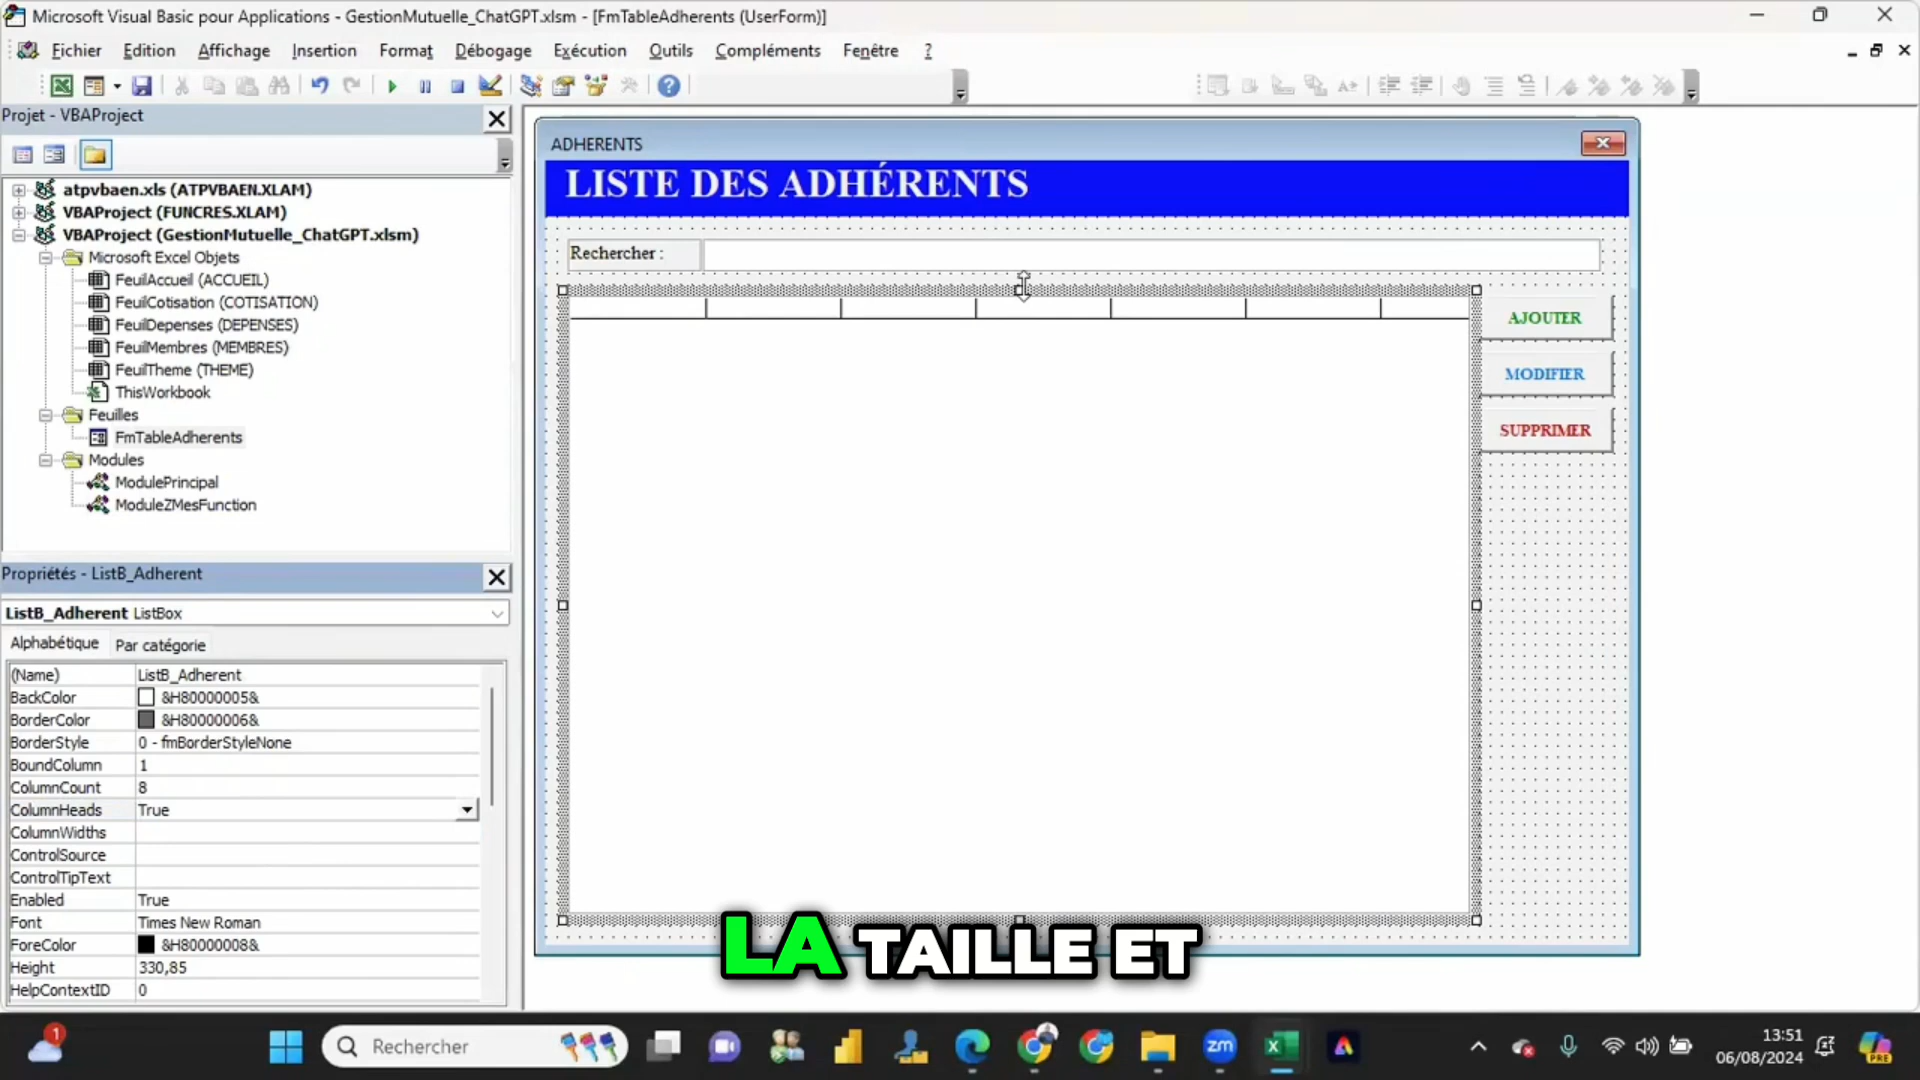 Microsoft Visual Basic pour Applications - GestionMutuelle_ChatGPT.xlsm - [FmTableAdherents (UserForm)]
Fichier Edition Affichage Insertion Format Débogage Exécution Outils Compléments Fenêtre ?
Projet - VBAProject
atpvbaen.xls (ATPVBAEN.XLAM)
VBAProject (FUNCRES.XLAM)
VBAProject (GestionMutuelle_ChatGPT.xlsm)
Microsoft Excel Objets
FeuilAccueil (ACCUEIL)
FeuilCotisation (COTISATION)
FeuilDepenses (DEPENSES)
FeuilMembres (MEMBRES)
FeuilTheme (THEME)
ThisWorkbook
Feuilles
FmTableAdherents
Modules
ModulePrincipal
ModuleZMesFunction
Propriétés - ListB_Adherent
ListB_Adherent ListBox
Alphabétique Par catégorie
(Name) ListB_Adherent
BackColor &H80000005&
BorderColor &H80000006&
BorderStyle 0 - fmBorderStyleNone
BoundColumn 1
ColumnCount 8
ColumnHeads True
ColumnWidths
ControlSource
ControlTipText
Enabled True
Font Times New Roman
ForeColor &H80000008&
Height 330,85
HelpContextID 0
ADHERENTS
LISTE DES ADHÉRENTS
Rechercher :
AJOUTER
MODIFIER
SUPPRIMER
LA TAILLE ET
1
Rechercher
zm
PRE
13:51
06/08/2024